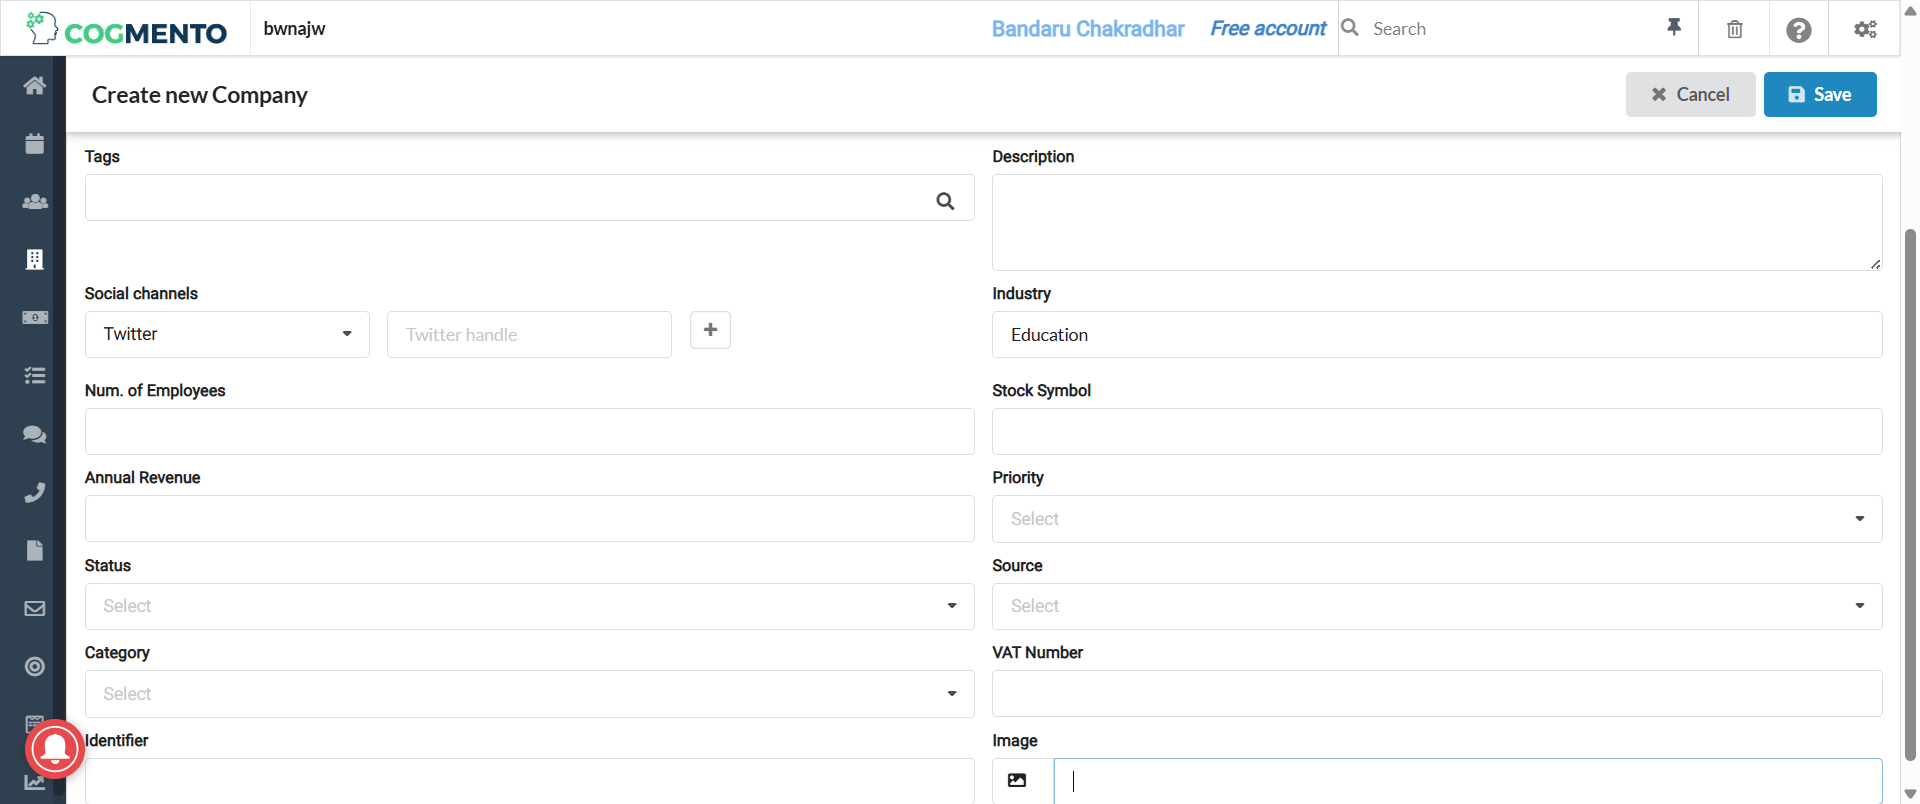 COGMENTO
bwnajw
Bandaru Chakradhar
Free account
Search
Create new Company
Cancel
Save
Tags
Description
Social channels
Industry
Twitter
Twitter handle
Education
Num. of Employees
Stock Symbol
Annual Revenue
Priority
Select
Status
Source
Select
Select
Category
VAT Number
Select
Identifier
Image